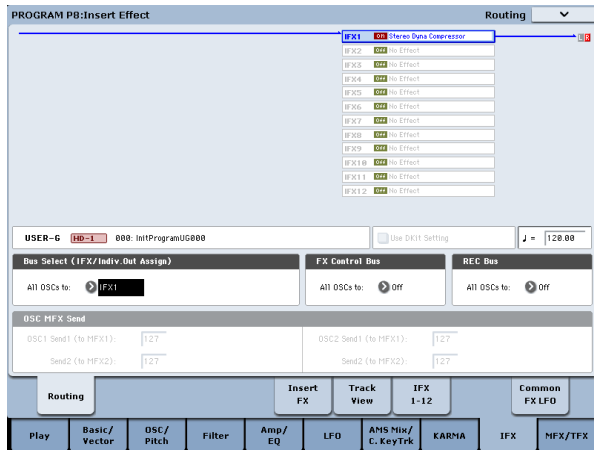 PROGRAM P8:Insert Effect Routing
IFX1 On Stereo Dyna Compressor
L R
IFX2 Off No Effect
IFX3 Off No Effect
IFX4 Off No Effect
IFX5 Off No Effect
IFX6 Off No Effect
IFX7 Off No Effect
IFX8 Off No Effect
IFX9 Off No Effect
IFX10 Off No Effect
IFX11 Off No Effect
IFX12 Off No Effect
USER-G HD-1 000: InitProgramUG000 Use DKit Setting ♩ = 120.00
Bus Select (IFX/Indiv.Out Assign) FX Control Bus REC Bus
All OSCs to: IFX1 All OSCs to: Off All OSCs to: Off
OSC MFX Send
OSC1 Send1 (to MFX1): 127 OSC2 Send1 (to MFX1): 127
Send2 (to MFX2): 127 Send2 (to MFX2): 127
Routing Insert FX Track View IFX 1-12 Common FX LFO
Play Basic/Vector OSC/Pitch Filter Amp/EQ LFO AMS Mix/C. KeyTrk KARMA IFX MFX/TFX